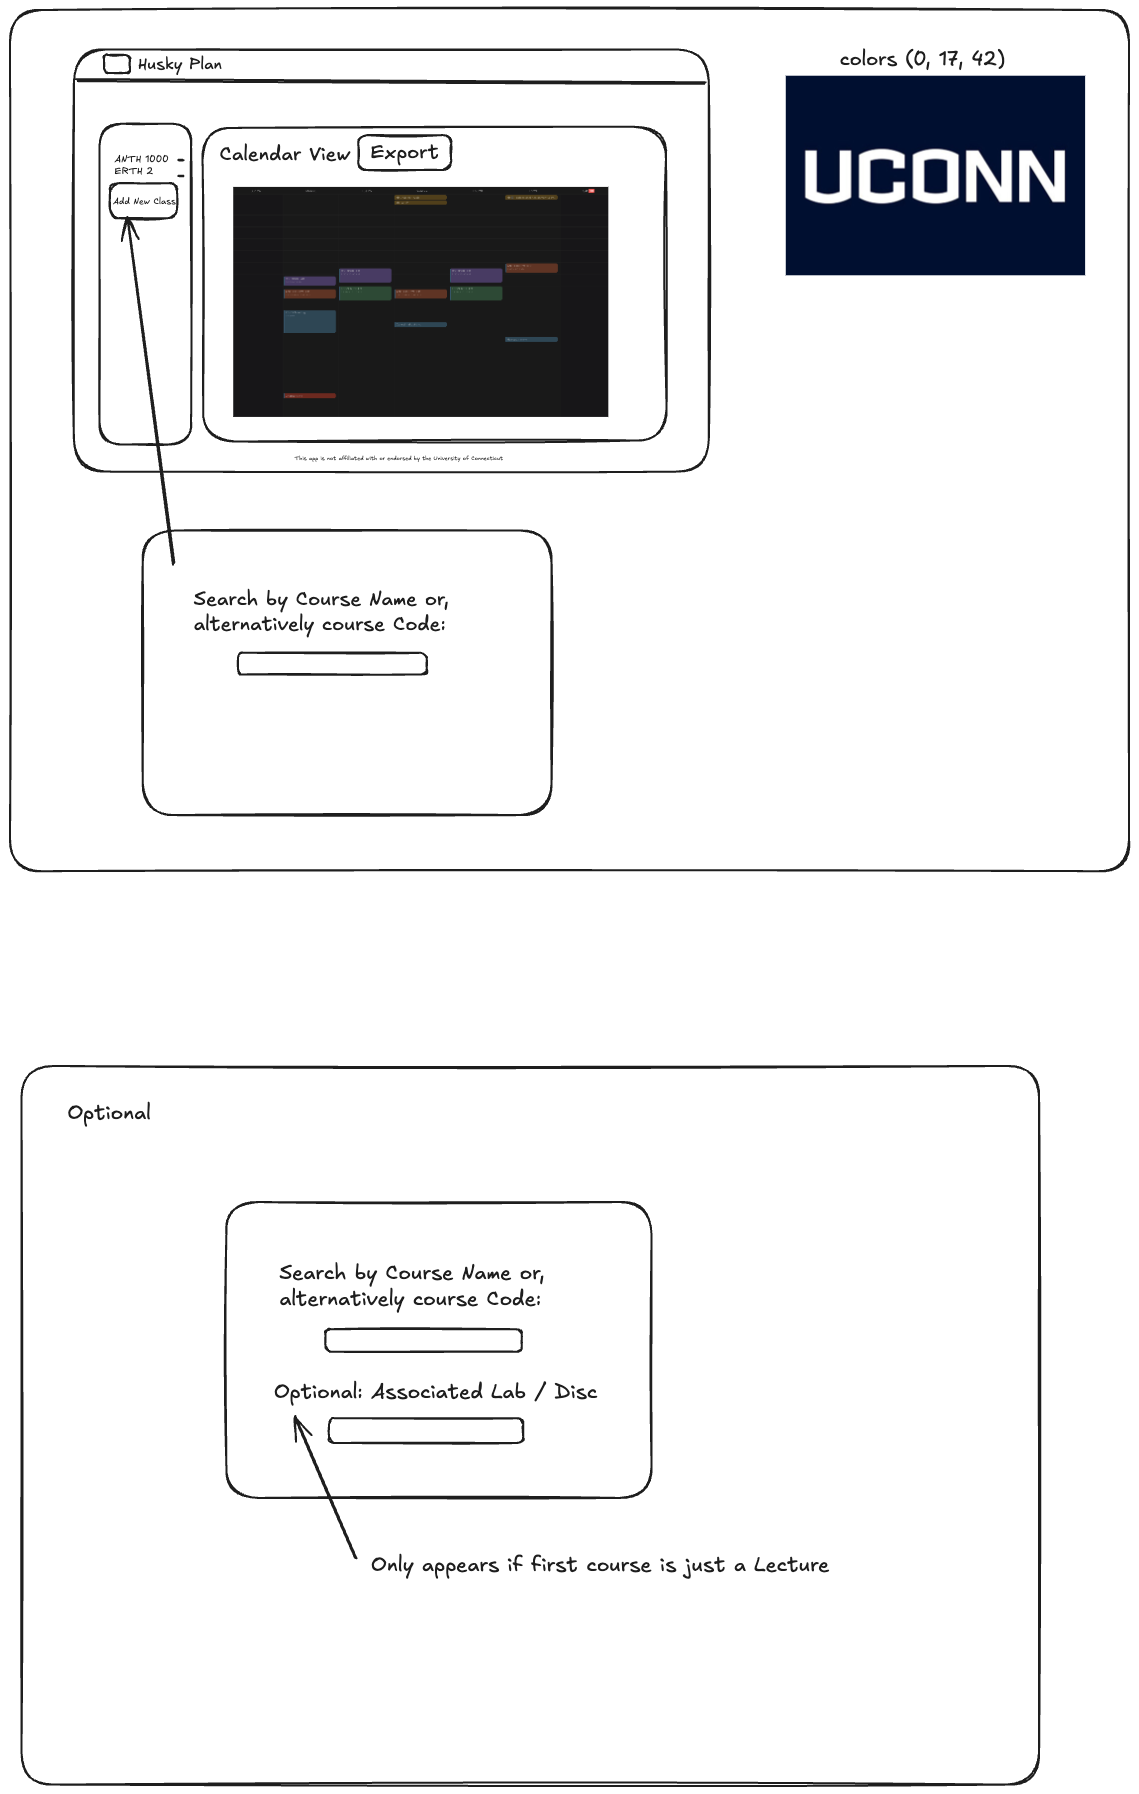 Husky Plan
colors (0, 17, 42)
UCONN
ANTH 1000
ERTH 2
Add New Class
Calendar View
Export
This app is not affiliated with or endorsed by the University of Connecticut
Search by Course Name or,
alternatively course Code:
Optional
Search by Course Name or,
alternatively course Code:
Optional: Associated Lab / Disc
Only appears if first course is just a Lecture